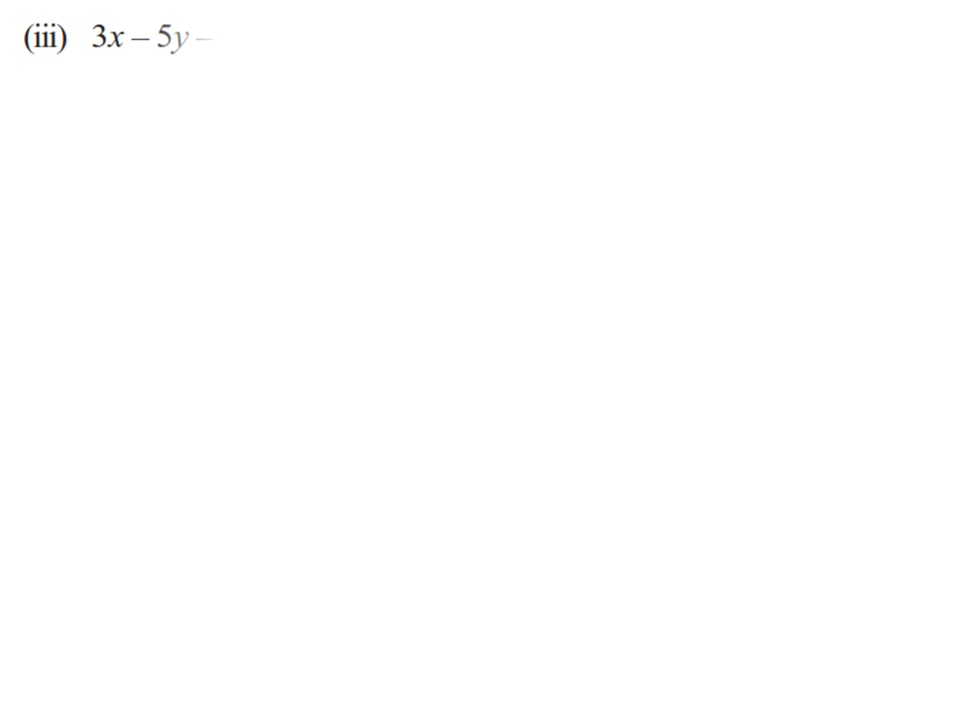 (iii) 3x – 5y –